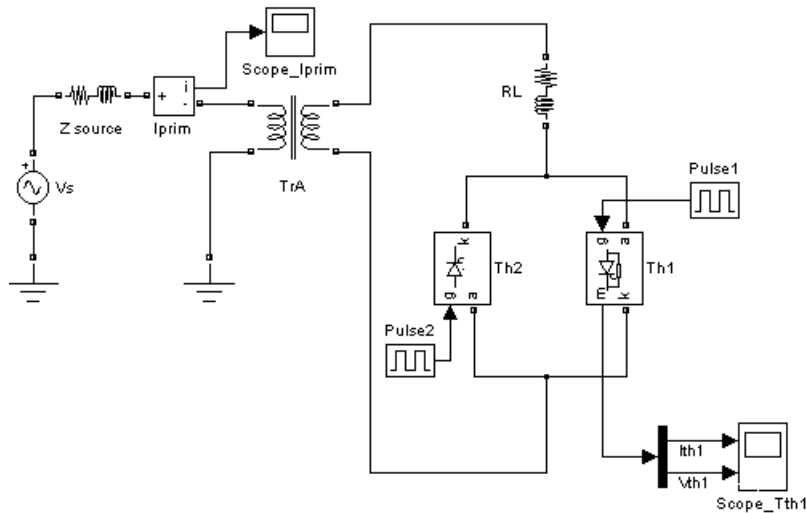 Scope_Iprim
i
+
-
Z source
Iprim
RL
+
Vs
TrA
Pulse1
k
g
a
Th2
g
a
Th1
m
k
Pulse2
Ith1
Vth1
Scope_Tth1